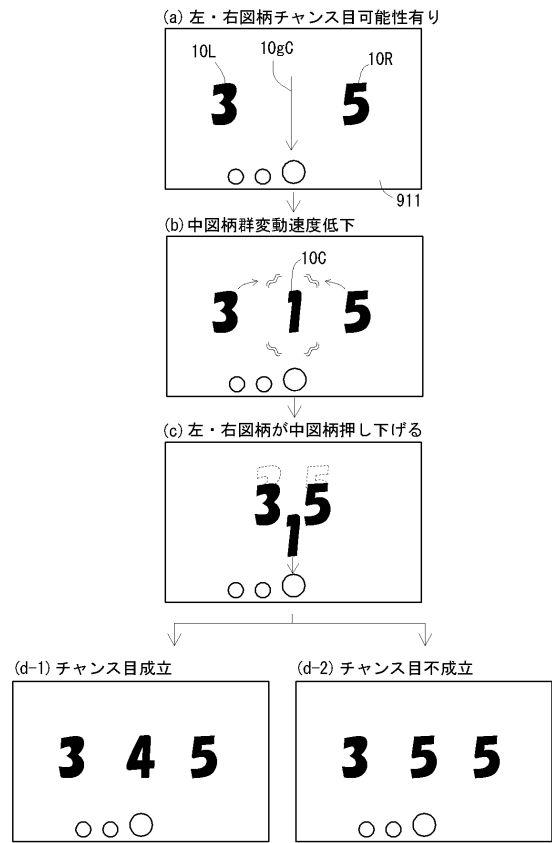 (a) 左・右図柄チャンス目可能性有り
10L 10gC 10R
3 5
911
(b) 中図柄群変動速度低下
10C
3 1 5
(c) 左・右図柄が中図柄押し下げる
3 5
1
(d-1) チャンス目成立
3 4 5
(d-2) チャンス目不成立
3 5 5